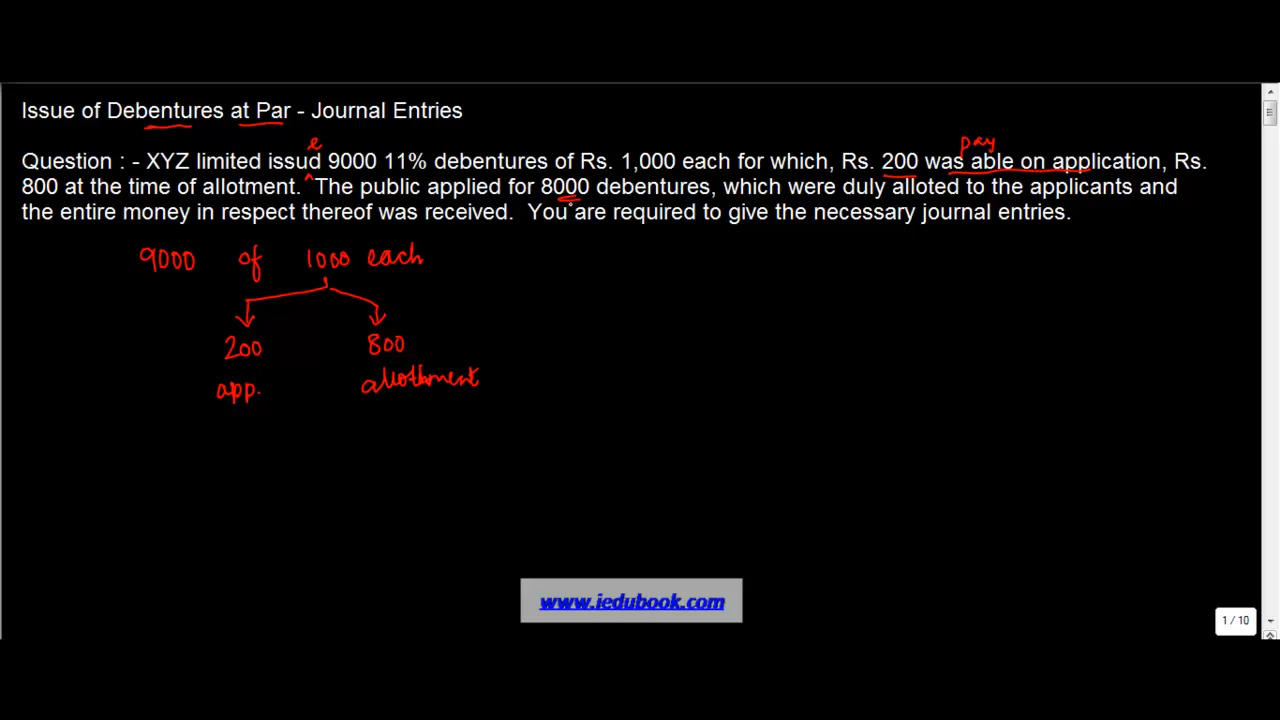 Issue of Debentures at Par - Journal Entries
e
pay
Question : - XYZ limited issud 9000 11% debentures of Rs. 1,000 each for which, Rs. 200 was able on application, Rs.
800 at the time of allotment. ^ The public applied for 8000 debentures, which were duly alloted to the applicants and
the entire money in respect thereof was received. You are required to give the necessary journal entries.
9000 of 1000 each
200 800
app. allotment
www.iedubook.com
1 / 10